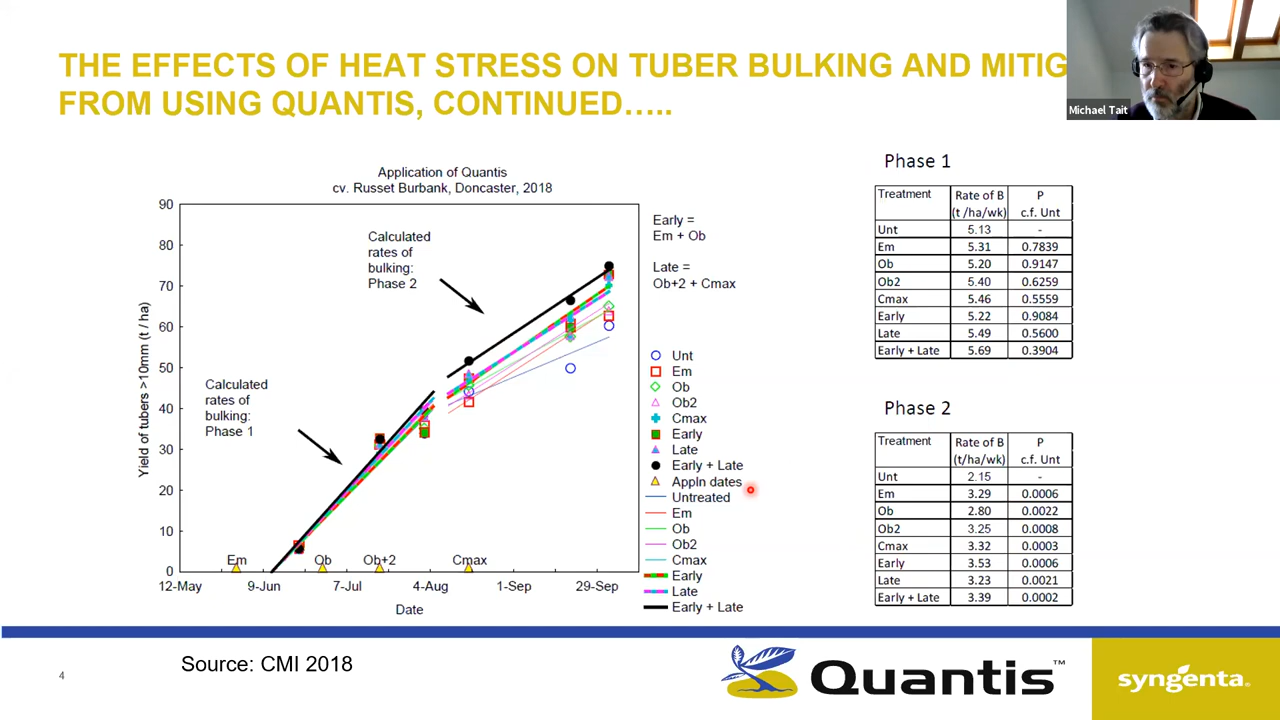 THE EFFECTS OF HEAT STRESS ON TUBER BULKING AND MITIG
FROM USING QUANTIS, CONTINUED…..
Michael Tait
Application of Quantis
cv. Russet Burbank, Doncaster, 2018
Yield of tubers >10mm (t / ha)
90
80
70
60
50
40
30
20
10
0
Calculated
rates of
bulking:
Phase 2
Calculated
rates of
bulking:
Phase 1
Em
Ob
Ob+2
Cmax
12-May
9-Jun
7-Jul
4-Aug
1-Sep
29-Sep
Date
Early =
Em + Ob
Late =
Ob+2 + Cmax
Unt
Em
Ob
Ob2
Cmax
Early
Late
Early + Late
Appln dates
Untreated
Em
Ob
Ob2
Cmax
Early
Late
Early + Late
Phase 1
Treatment Rate of B P
(t /ha/wk) c.f. Unt
Unt 5.13 -
Em 5.31 0.7839
Ob 5.20 0.9147
Ob2 5.40 0.6259
Cmax 5.46 0.5559
Early 5.22 0.9084
Late 5.49 0.5600
Early + Late 5.69 0.3904
Phase 2
Treatment Rate of B P
(t/ha/wk) c.f. Unt
Unt 2.15 -
Em 3.29 0.0006
Ob 2.80 0.0022
Ob2 3.25 0.0008
Cmax 3.32 0.0003
Early 3.53 0.0006
Late 3.23 0.0021
Early + Late 3.39 0.0002
4
Source: CMI 2018
Quantis™
syngenta®